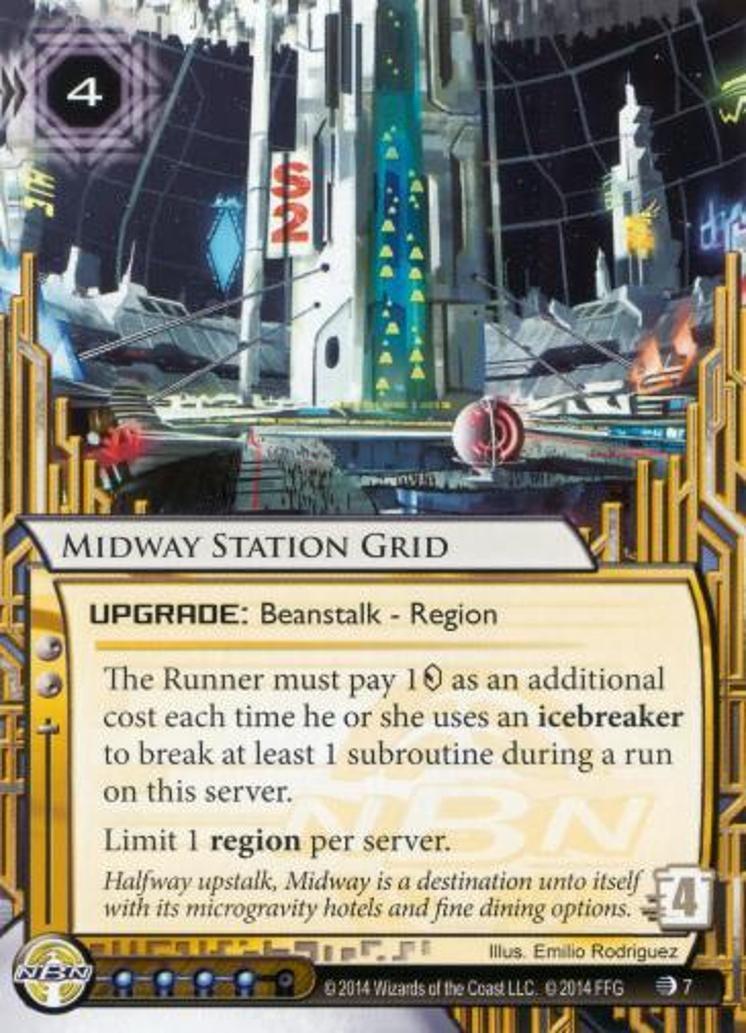 4
S2
MIDWAY STATION GRID
UPGRADE: Beanstalk - Region
The Runner must pay 1 as an additional
cost each time he or she uses an icebreaker
to break at least 1 subroutine during a run
on this server.
NBN
Limit 1 region per server.
Halfway upstalk, Midway is a destination unto itself
with its microgravity hotels and fine dining options.
4
Illus. Emilio Rodriguez
NBN
© 2014 Wizards of the Coast LLC. © 2014 FFG
7